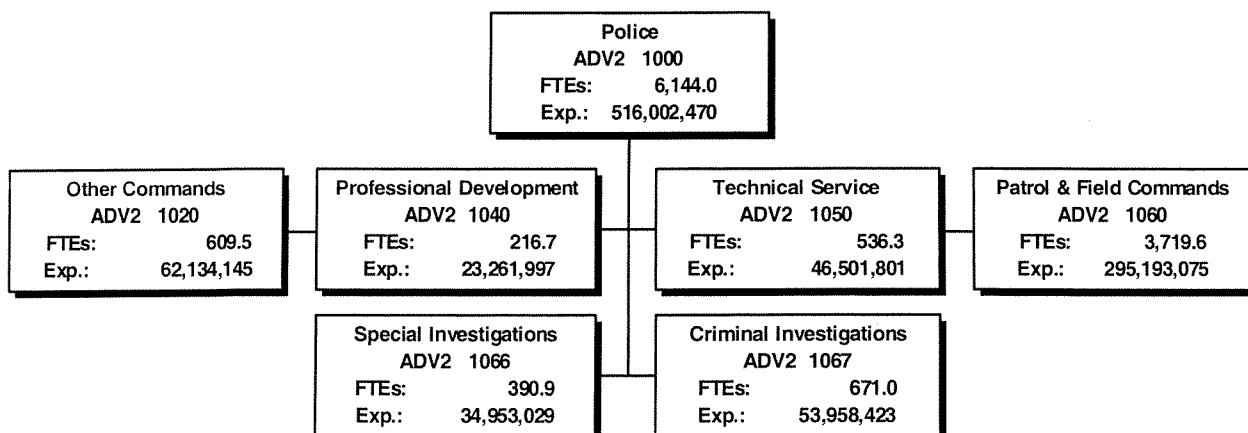 Police
ADV2 1000
FTEs: 6,144.0
Exp.: 516,002,470
Other Commands
ADV2 1020
FTEs: 609.5
Exp.: 62,134,145
Professional Development
ADV2 1040
FTEs: 216.7
Exp.: 23,261,997
Technical Service
ADV2 1050
FTEs: 536.3
Exp.: 46,501,801
Patrol & Field Commands
ADV2 1060
FTEs: 3,719.6
Exp.: 295,193,075
Special Investigations
ADV2 1066
FTEs: 390.9
Exp.: 34,953,029
Criminal Investigations
ADV2 1067
FTEs: 671.0
Exp.: 53,958,423